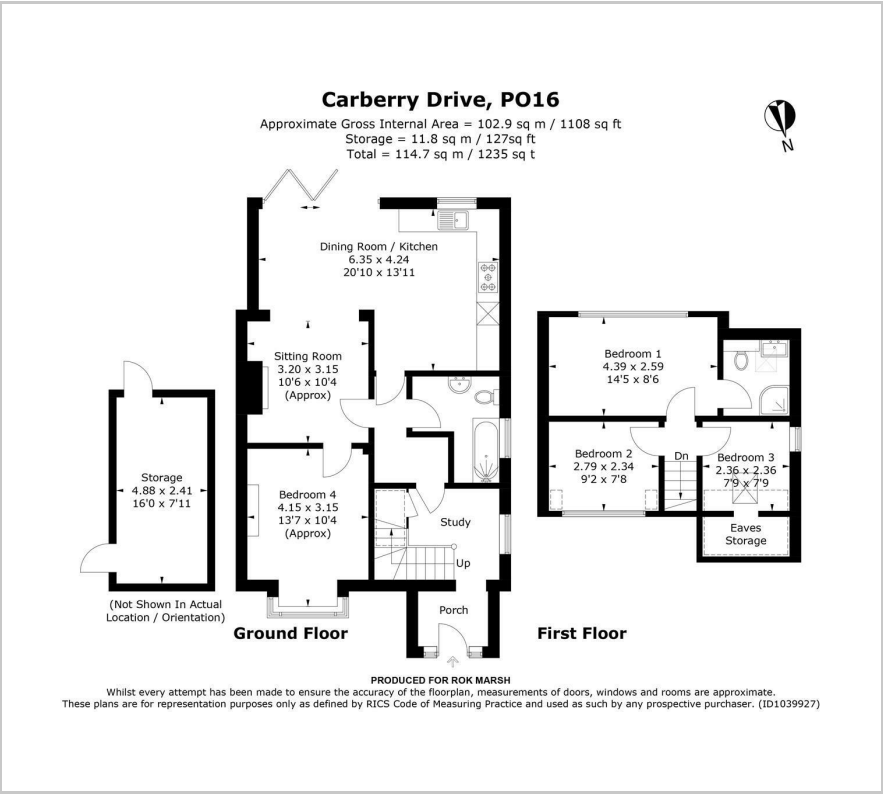 Carberry Drive, PO16
Approximate Gross Internal Area = 102.9 sq m / 1108 sq ft
Storage = 11.8 sq m / 127sq ft
Total = 114.7 sq m / 1235 sq t
N
Dining Room / Kitchen
6.35 x 4.24
20'10 x 13'11
Sitting Room
3.20 x 3.15
10'6 x 10'4
(Approx)
Bedroom 4
4.15 x 3.15
13'7 x 10'4
(Approx)
Study
Up
Porch
Storage
4.88 x 2.41
16'0 x 7'11
(Not Shown In Actual
Location / Orientation)
Ground Floor
Bedroom 1
4.39 x 2.59
14'5 x 8'6
Bedroom 2
2.79 x 2.34
9'2 x 7'8
Dn
Bedroom 3
2.36 x 2.36
7'9 x 7'9
Eaves
Storage
First Floor
PRODUCED FOR ROK MARSH
Whilst every attempt has been made to ensure the accuracy of the floorplan, measurements of doors, windows and rooms are approximate.
These plans are for representation purposes only as defined by RICS Code of Measuring Practice and used as such by any prospective purchaser. (ID1039927)